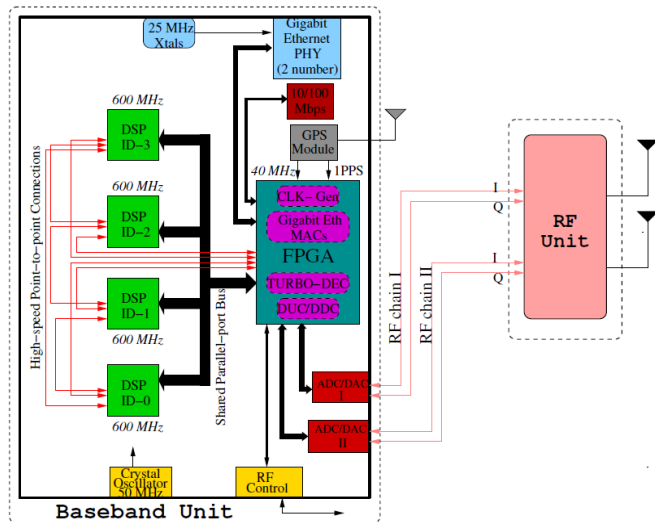 25 MHz
Xtals
Gigabit
Ethernet
PHY
(2 number)
10/100
Mbps
GPS
Module
40 MHz
1PPS
600 MHz
DSP
ID-3
600 MHz
DSP
ID-2
DSP
ID-1
600 MHz
DSP
ID-0
600 MHz
High-speed Point-to-point Connections
Shared Parallel-port Bus
CLK- Gen
Gigabit Eth
MACs
FPGA
TURBO-DEC
DUC/DDC
ADC/DAC
I
ADC/DAC
II
RF chain I
RF chain II
I
Q
I
Q
RF
Unit
Crystal
Oscillator
50 MHz
RF
Control
Baseband Unit